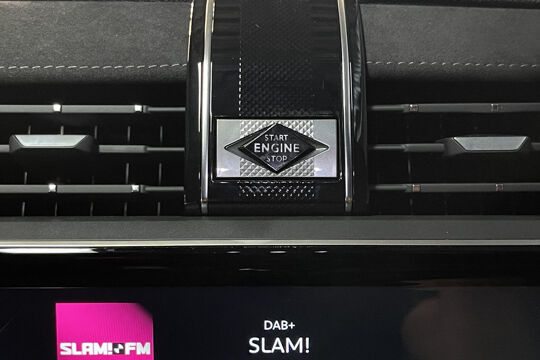 START
ENGINE
STOP
DAB+
SLAM!
SLAM! FM